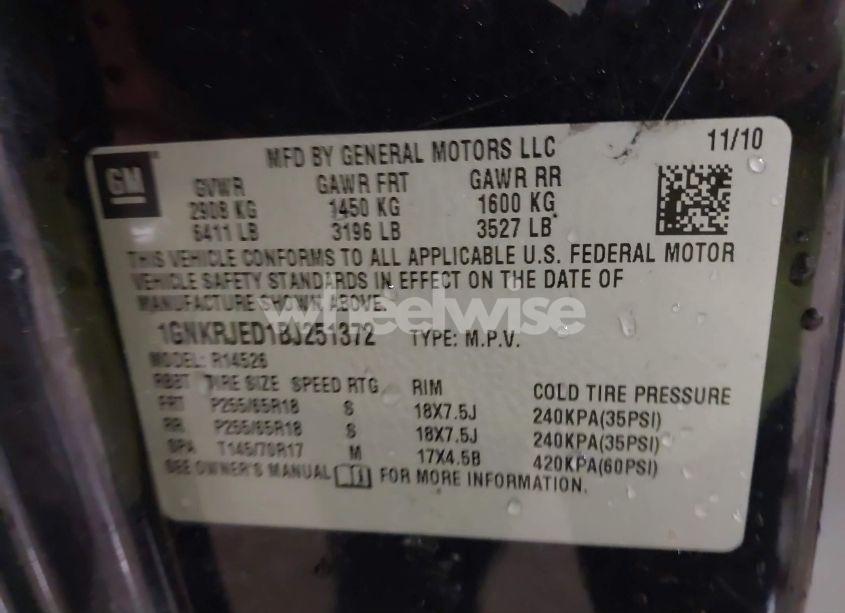 GM
MFD BY GENERAL MOTORS LLC 11/10
GVWR GAWR FRT GAWR RR
2908 KG 1450 KG 1600 KG
6411 LB 3196 LB 3527 LB
THIS VEHICLE CONFORMS TO ALL APPLICABLE U.S. FEDERAL MOTOR
VEHICLE SAFETY STANDARDS IN EFFECT ON THE DATE OF
MANUFACTURE SHOWN ABOVE.
wheelwise
1GNKRJED1BJ251372 TYPE: M.P.V.
MODEL: R14526
TIRE SIZE SPEED RTG RIM COLD TIRE PRESSURE
FRT P255/65R18 S 18X7.5J 240KPA(35PSI)
RR P255/65R18 S 18X7.5J 240KPA(35PSI)
SPA T145/70R17 M 17X4.5B 420KPA(60PSI)
SEE OWNER'S MANUAL FOR MORE INFORMATION.